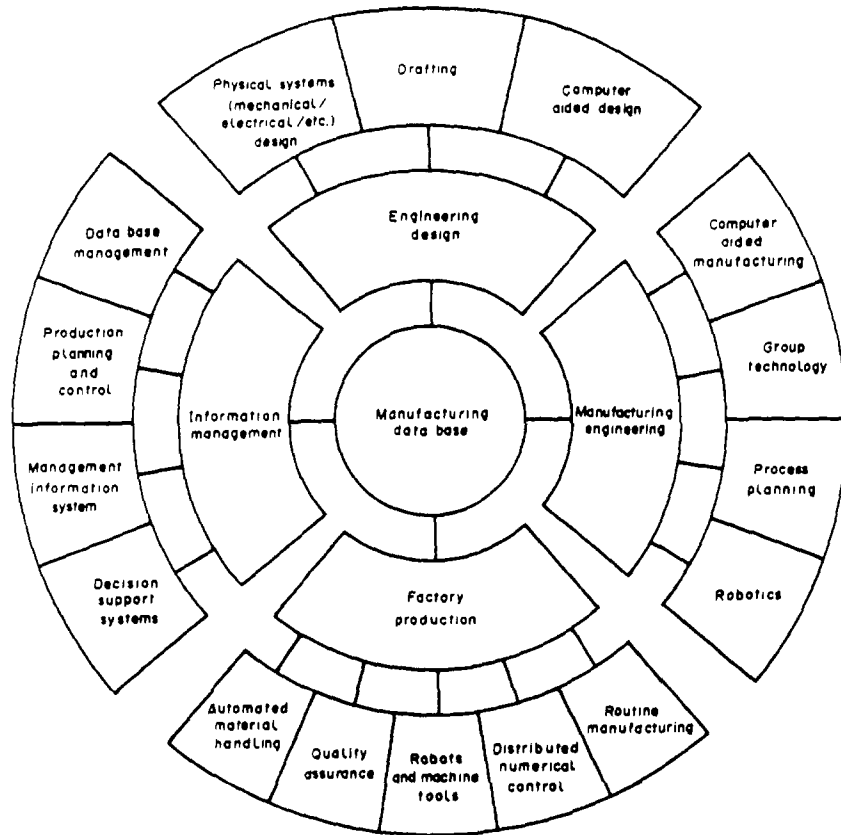 Physical systems
(mechanical/
electrical/etc.)
design
Drafting
Computer
aided design
Engineering
design
Data base
management
Production
planning
and
control
Management
information
system
Decision
support
systems
Information
management
Manufacturing
data base
Manufacturing
engineering
Computer
aided
manufacturing
Group
technology
Process
planning
Robotics
Factory
production
Automated
material
handling
Quality
assurance
Robots
and machine
tools
Distributed
numerical
control
Routine
manufacturing